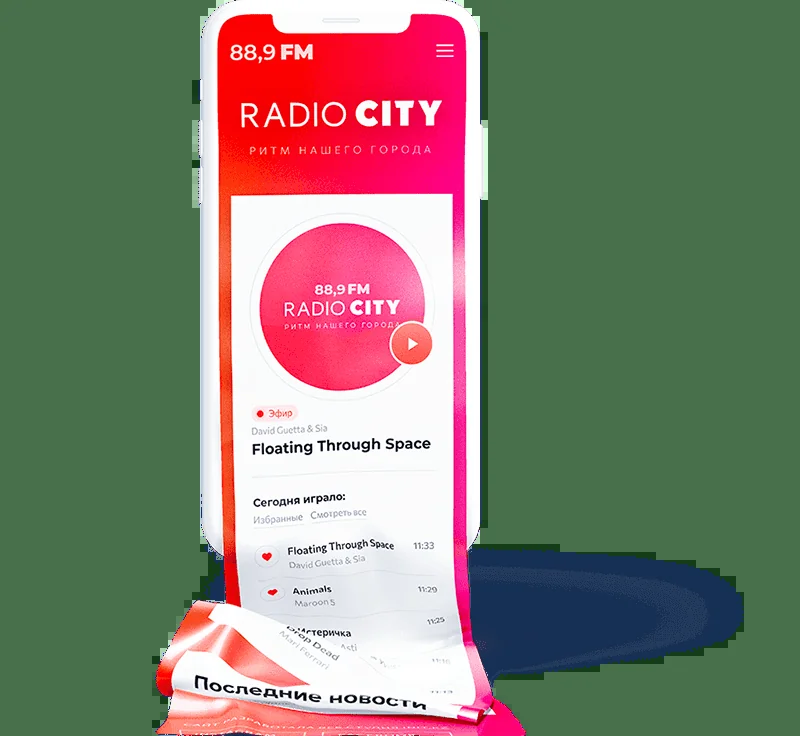 88,9 FM
RADIO CITY
РИТМ НАШЕГО ГОРОДА
88,9 FM
RADIO CITY
РИТМ НАШЕГО ГОРОДА
Эфир
David Guetta & Sia
Floating Through Space
Сегодня играло:
Избранные Смотреть все
Floating Through Space 11:33
David Guetta & Sia
Animals 11:29
Maroon 5
Истеричка 11:25
Asti
Drop Dead
Mari Ferrari
Последние новости